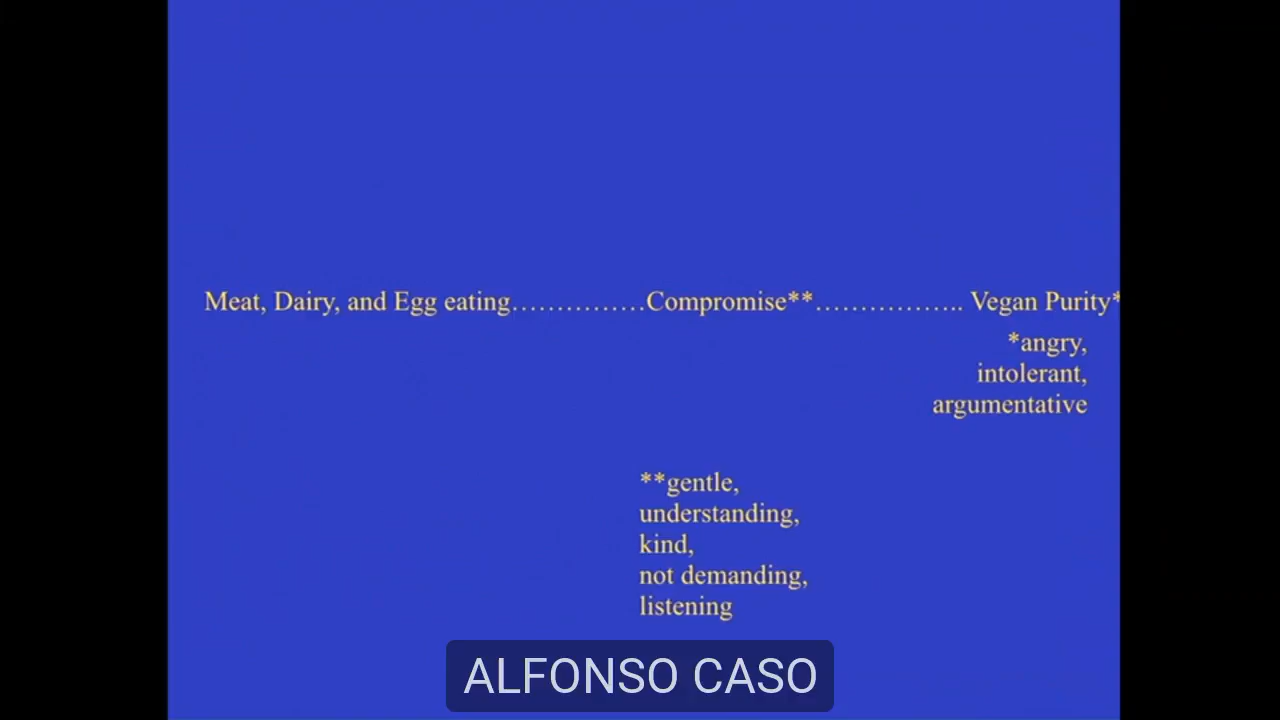 Meat, Dairy, and Egg eating……………Compromise**…………….. Vegan Purity*
*angry,
intolerant,
argumentative
**gentle,
understanding,
kind,
not demanding,
listening
ALFONSO CASO